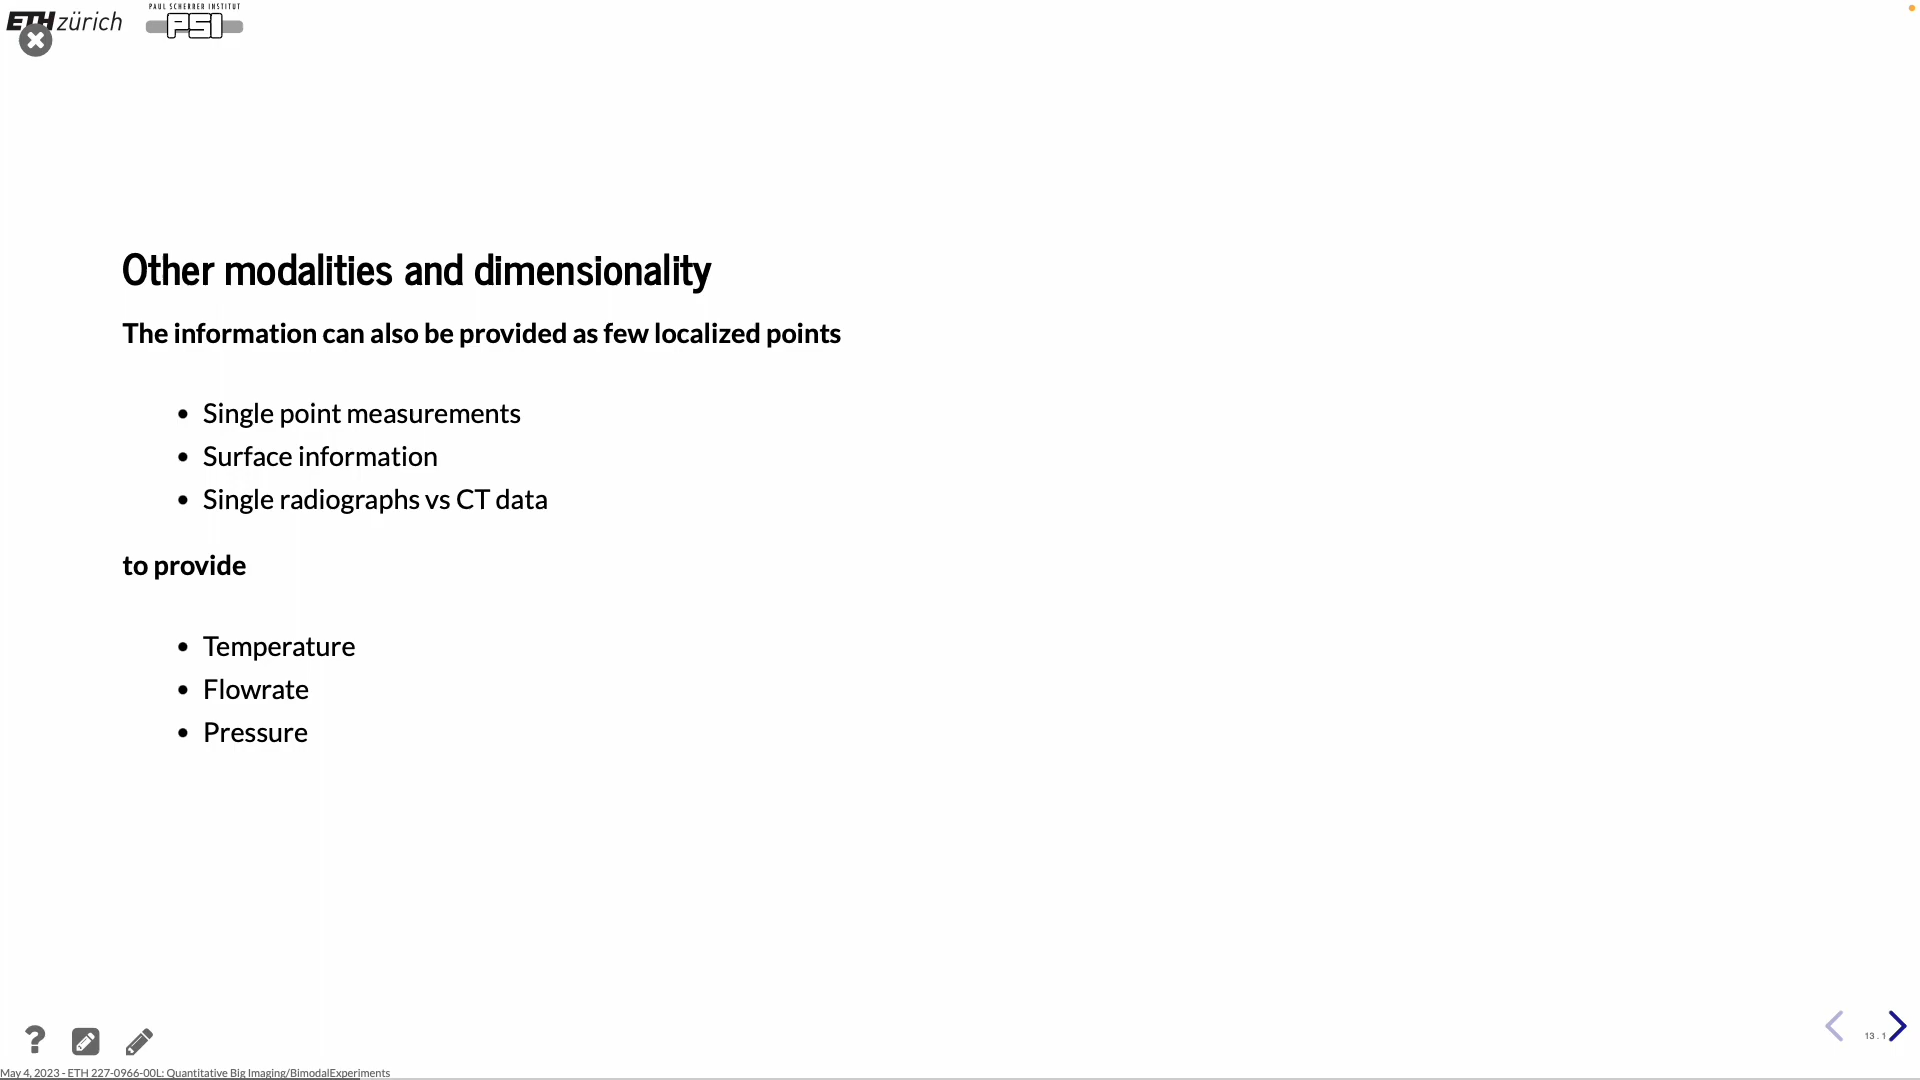 ETH zürich
PAUL SCHERRER INSTITUT
PSI
Other modalities and dimensionality
The information can also be provided as few localized points
Single point measurements
Surface information
Single radiographs vs CT data
to provide
Temperature
Flowrate
Pressure
?
13 . 1
May 4, 2023 - ETH 227-0966-00L: Quantitative Big Imaging/BimodalExperiments